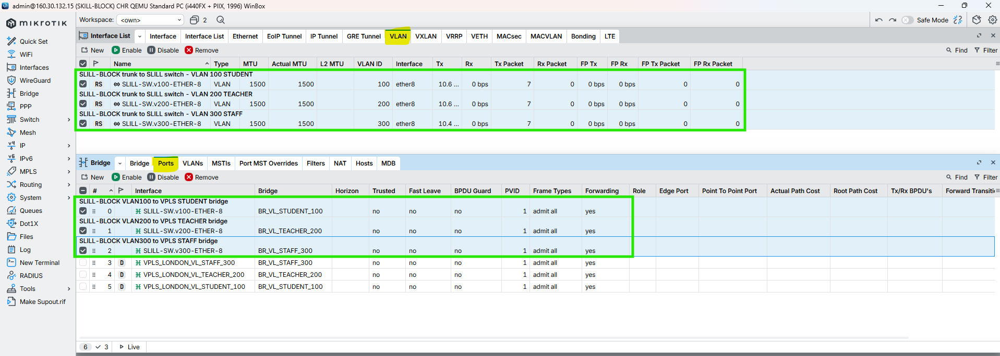 admin@160.30.132.15 (SKILL-BLOCK) CHR QEMU Standard PC (i440FX + PIIX, 1996) WinBox
MIKROTIK
Workspace: <own> 2 Safe Mode
Quick Set
WiFi
Interfaces
WireGuard
Bridge
PPP
Switch
Mesh
IP
IPv6
MPLS
Routing
System
Queues
Dot1X
Files
Log
New Terminal
RADIUS
Tools
Make Supout.rif
Interface List Interface Interface List Ethernet EoIP Tunnel IP Tunnel GRE Tunnel VLAN VXLAN VRRP VETH MACsec MACVLAN Bonding LTE
New Enable Disable Remove Find Filter
Name Type MTU Actual MTU L2 MTU VLAN ID Interface Tx Rx Tx Packet Rx Packet FP Tx FP Rx FP Tx Packet FP Rx Packet
SLILL-BLOCK trunk to SLILL switch - VLAN 100 STUDENT
RS SLILL-SW.v100-ETHER-8 VLAN 1500 1500 100 ether8 10.6 ... 0 bps 7 0 0 bps 0 bps 0 0
SLILL-BLOCK trunk to SLILL switch - VLAN 200 TEACHER
RS SLILL-SW.v200-ETHER-8 VLAN 1500 1500 200 ether8 10.6 ... 0 bps 7 0 0 bps 0 bps 0 0
SLILL-BLOCK trunk to SLILL switch - VLAN 300 STAFF
RS SLILL-SW.v300-ETHER-8 VLAN 1500 1500 300 ether8 10.4 ... 0 bps 7 0 0 bps 0 bps 0 0
Bridge Bridge Ports VLANs MSTIs Port MST Overrides Filters NAT Hosts MDB
New Enable Disable Remove Find Filter
# Interface Bridge Horizon Trusted Fast Leave BPDU Guard PVID Frame Types Forwarding Role Edge Port Point To Point Port Actual Path Cost Root Path Cost Tx/Rx BPDU's Forward Transiti
SLILL-BLOCK VLAN100 to VPLS STUDENT bridge
0 SLILL-SW.v100-ETHER-8 BR_VL_STUDENT_100 no no no 1 admit all yes
SLILL-BLOCK VLAN200 to VPLS TEACHER bridge
1 SLILL-SW.v200-ETHER-8 BR_VL_TEACHER_200 no no no 1 admit all yes
SLILL-BLOCK VLAN300 to VPLS STAFF bridge
2 SLILL-SW.v300-ETHER-8 BR_VL_STAFF_300 no no no 1 admit all yes
3 D VPLS_LONDON_VL_STAFF_300 BR_VL_STAFF_300 no no no 1 admit all yes
4 D VPLS_LONDON_VL_TEACHER_200 BR_VL_TEACHER_200 no no no 1 admit all yes
5 D VPLS_LONDON_VL_STUDENT_100 BR_VL_STUDENT_100 no no no 1 admit all yes
6 3 Live